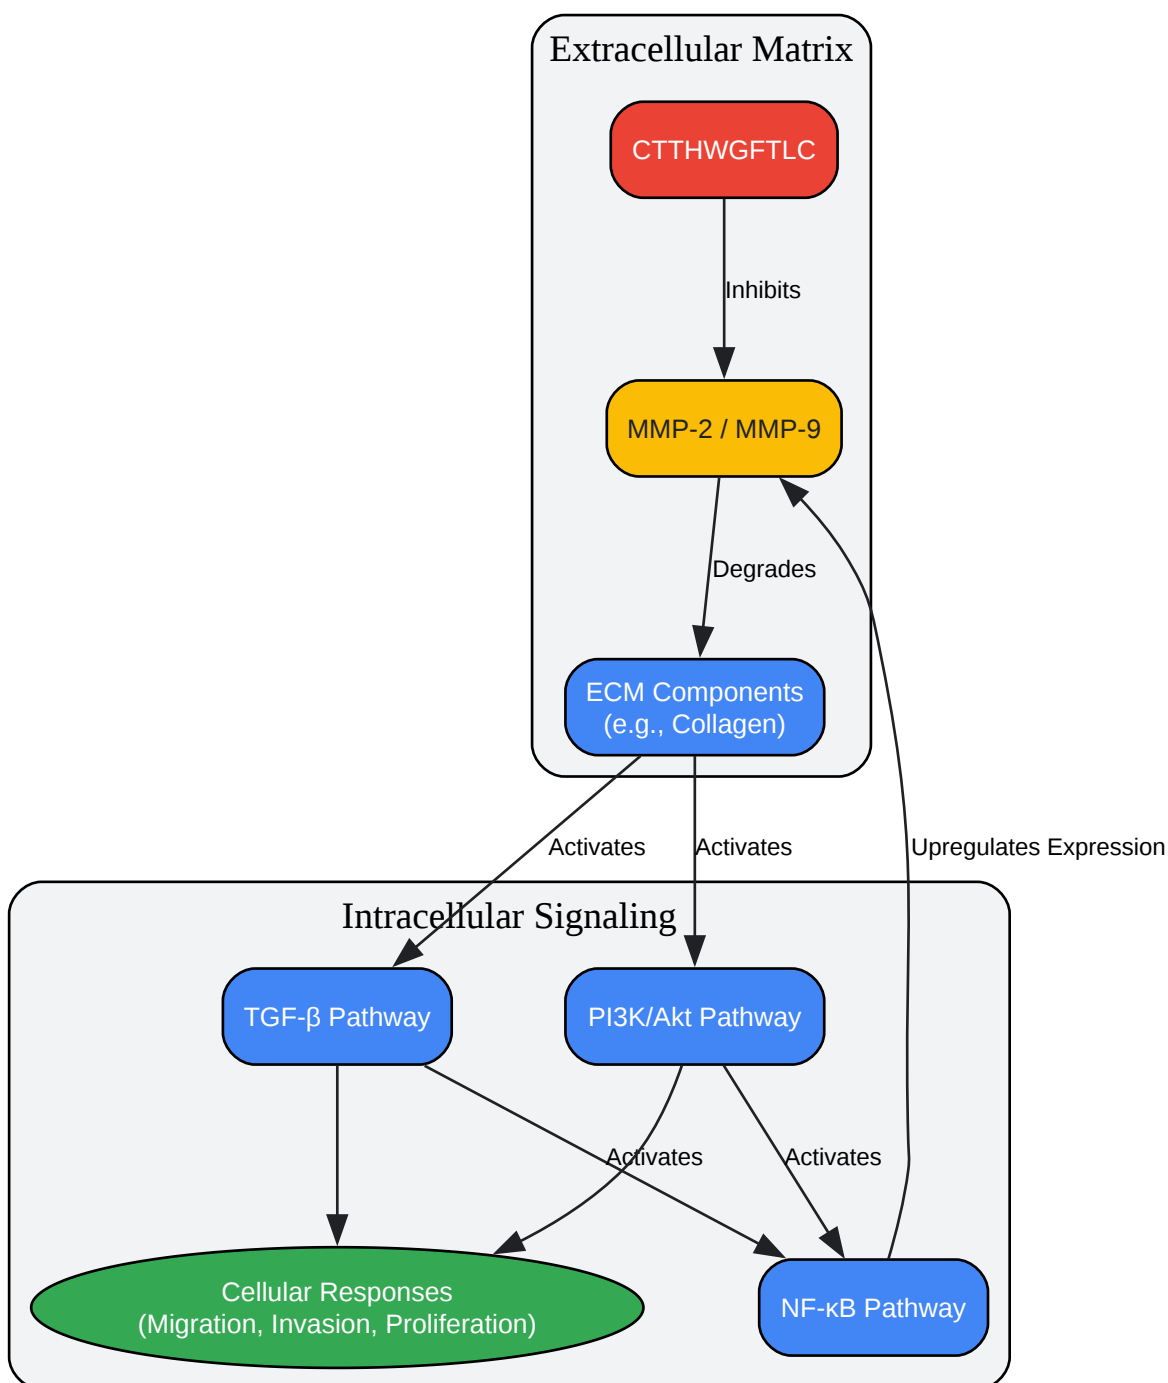 Extracellular Matrix
CTTHWGFTLC
Inhibits
MMP-2 / MMP-9
Degrades
ECM Components
(e.g., Collagen)
Activates
Activates
Upregulates Expression
Intracellular Signaling
TGF-β Pathway
PI3K/Akt Pathway
Activates
Activates
Cellular Responses
(Migration, Invasion, Proliferation)
NF-κB Pathway